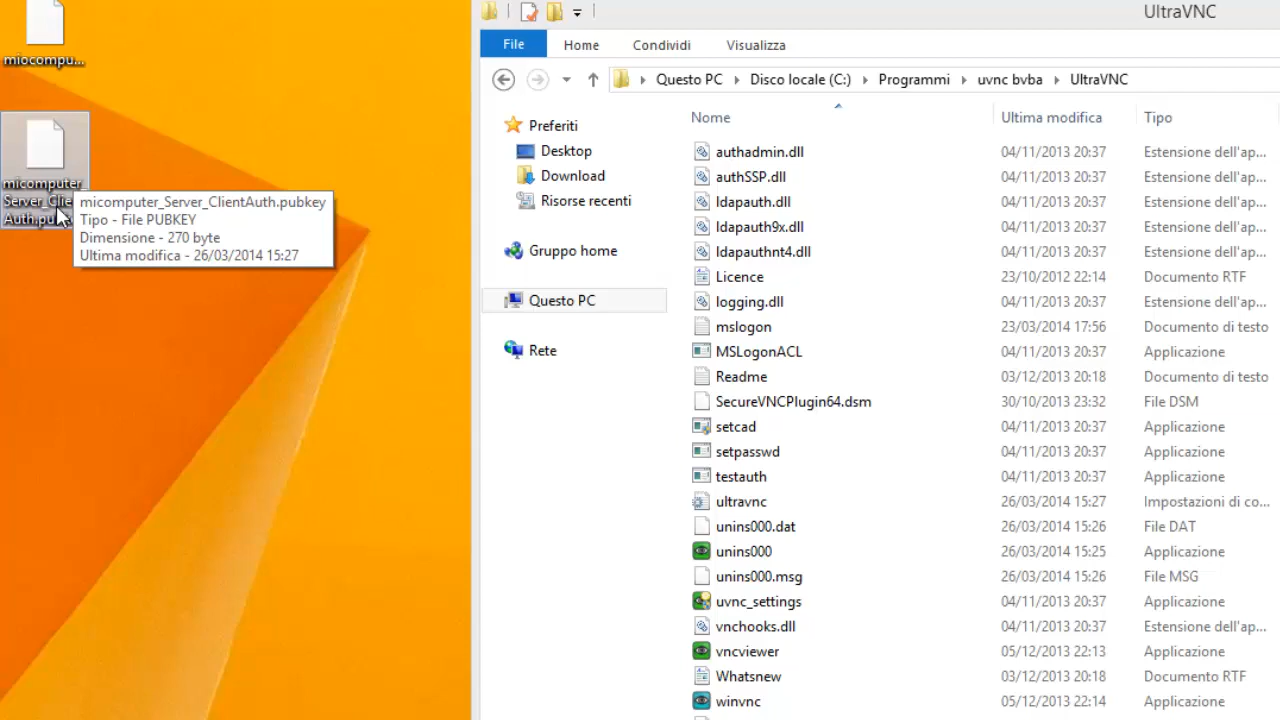 miocompu...
micomputer_
Server_Clie
Auth.pu
micomputer_Server_ClientAuth.pubkey
Tipo - File PUBKEY
Dimensione - 270 byte
Ultima modifica - 26/03/2014 15:27
UltraVNC
File Home Condividi Visualizza
Questo PC Disco locale (C:) Programmi uvnc bvba UltraVNC
Preferiti
Desktop
Download
Risorse recenti
Gruppo home
Questo PC
Rete
Nome Ultima modifica Tipo
authadmin.dll 04/11/2013 20:37 Estensione dell'ap...
authSSP.dll 04/11/2013 20:37 Estensione dell'ap...
ldapauth.dll 04/11/2013 20:37 Estensione dell'ap...
ldapauth9x.dll 04/11/2013 20:37 Estensione dell'ap...
ldapauthnt4.dll 04/11/2013 20:37 Estensione dell'ap...
Licence 23/10/2012 22:14 Documento RTF
logging.dll 04/11/2013 20:37 Estensione dell'ap...
mslogon 23/03/2014 17:56 Documento di testo
MSLogonACL 04/11/2013 20:37 Applicazione
Readme 03/12/2013 20:18 Documento di testo
SecureVNCPlugin64.dsm 30/10/2013 23:32 File DSM
setcad 04/11/2013 20:37 Applicazione
setpasswd 04/11/2013 20:37 Applicazione
testauth 04/11/2013 20:37 Applicazione
ultravnc 26/03/2014 15:27 Impostazioni di co...
unins000.dat 26/03/2014 15:26 File DAT
unins000 26/03/2014 15:25 Applicazione
unins000.msg 26/03/2014 15:26 File MSG
uvnc_settings 04/11/2013 20:37 Applicazione
vnchooks.dll 04/11/2013 20:37 Estensione dell'ap...
vncviewer 05/12/2013 22:13 Applicazione
Whatsnew 03/12/2013 20:18 Documento RTF
winvnc 05/12/2013 22:14 Applicazione